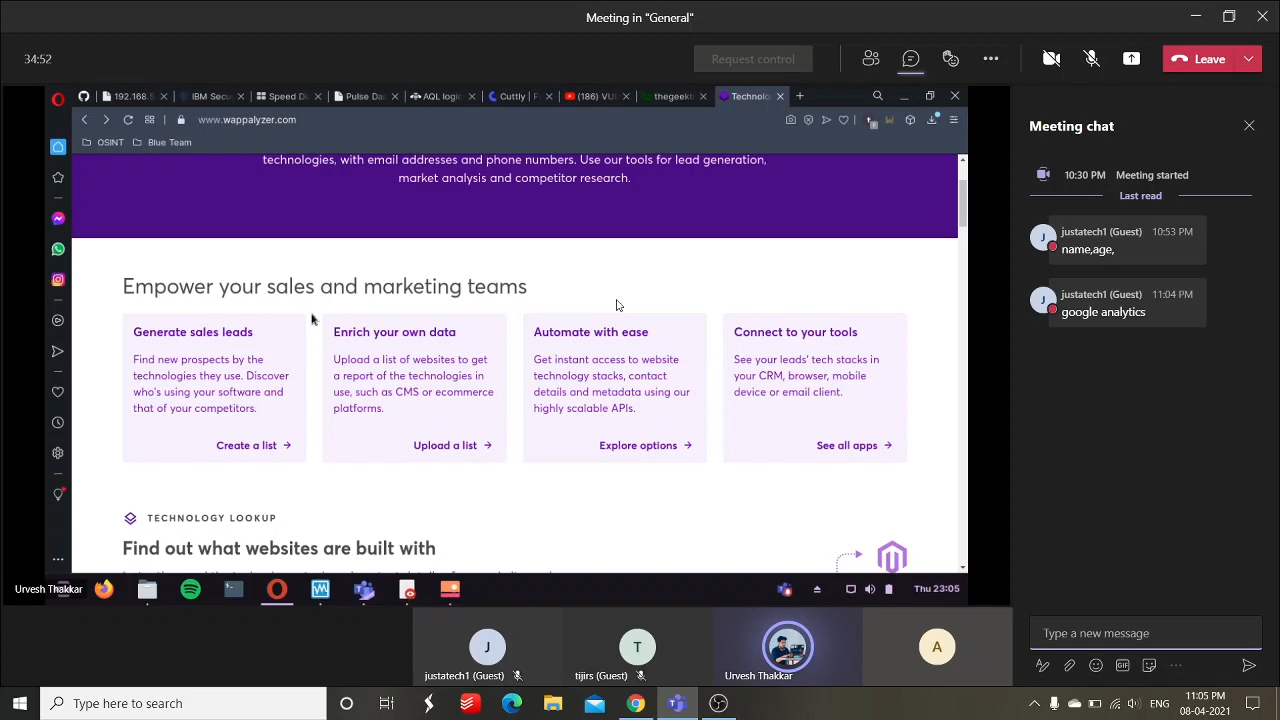 Meeting in "General"
34:52
Request control
Leave
192.168.
IBM Secu
Speed Di
Pulse Da
AQL logic
Cuttly | F
(186) VU
thegeekb
Technolo
www.wappalyzer.com
OSINT
Blue Team
technologies, with email addresses and phone numbers. Use our tools for lead generation,
market analysis and competitor research.
Empower your sales and marketing teams
Generate sales leads
Find new prospects by the
technologies they use. Discover
who's using your software and
that of your competitors.
Create a list
Enrich your own data
Upload a list of websites to get
a report of the technologies in
use, such as CMS or ecommerce
platforms.
Upload a list
Automate with ease
Get instant access to website
technology stacks, contact
details and metadata using our
highly scalable APIs.
Explore options
Connect to your tools
See your leads' tech stacks in
your CRM, browser, mobile
device or email client.
See all apps
TECHNOLOGY LOOKUP
Find out what websites are built with
Urvesh Thakkar
Thu 23:05
J
justatech1 (Guest)
T
tijirs (Guest)
Urvesh Thakkar
A
Meeting chat
10:30 PM Meeting started
Last read
J
justatech1 (Guest) 10:53 PM
name,age,
J
justatech1 (Guest) 11:04 PM
google analytics
Type a new message
GIF
Type here to search
ENG
11:05 PM
08-04-2021